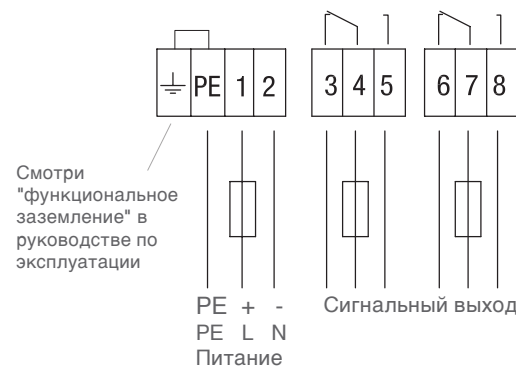 PE 1 2 3 4 5 6 7 8
Смотри
"функциональное
заземление" в
руководстве по
эксплуатации
PE + - Сигнальный выход
PE L N
Питание